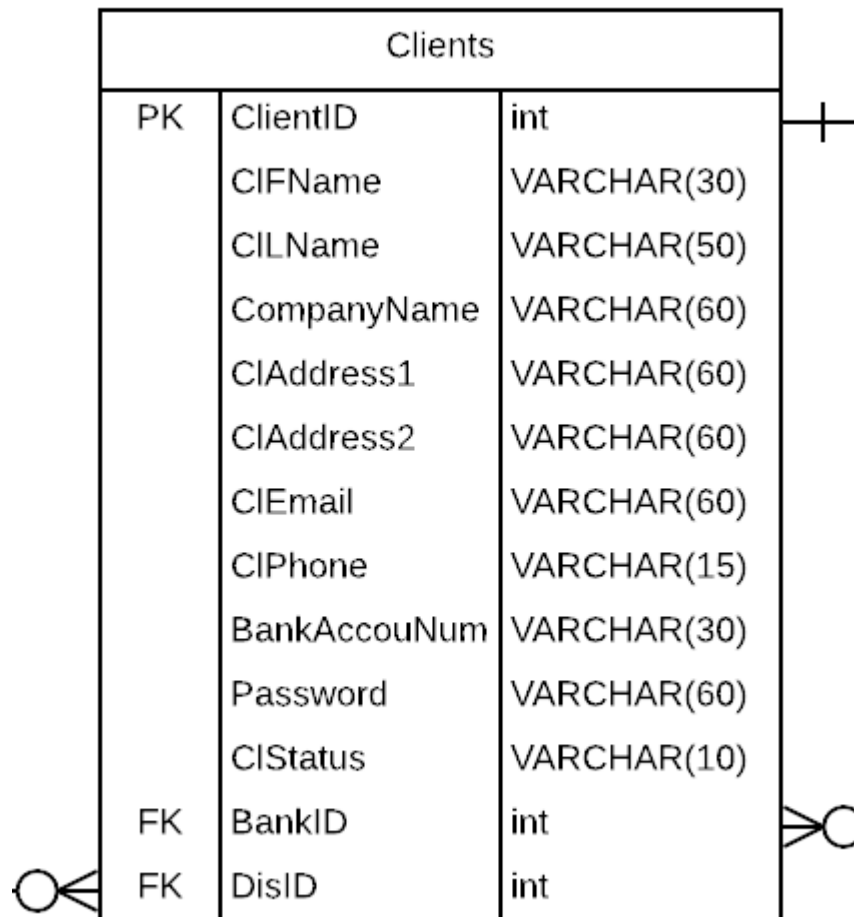 Clients
PK ClientID int
ClFName VARCHAR(30)
ClLName VARCHAR(50)
CompanyName VARCHAR(60)
ClAddress1 VARCHAR(60)
ClAddress2 VARCHAR(60)
ClEmail VARCHAR(60)
ClPhone VARCHAR(15)
BankAccouNum VARCHAR(30)
Password VARCHAR(60)
ClStatus VARCHAR(10)
FK BankID int
FK DisID int